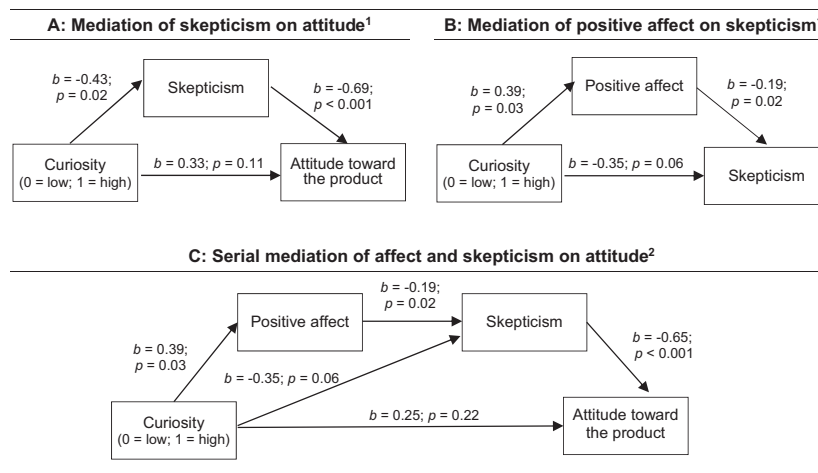 A: Mediation of skepticism on attitude¹
B: Mediation of positive affect on skepticism
b = -0.43;
p = 0.02
Skepticism
b = -0.69;
p < 0.001
Curiosity
(0 = low; 1 = high)
b = 0.33; p = 0.11
Attitude toward
the product
b = 0.39;
p = 0.03
Positive affect
b = -0.19;
p = 0.02
Curiosity
(0 = low; 1 = high)
b = -0.35; p = 0.06
Skepticism
C: Serial mediation of affect and skepticism on attitude²
b = 0.39;
p = 0.03
Positive affect
b = -0.19;
p = 0.02
Skepticism
b = -0.65;
p < 0.001
b = -0.35; p = 0.06
Curiosity
(0 = low; 1 = high)
b = 0.25; p = 0.22
Attitude toward
the product